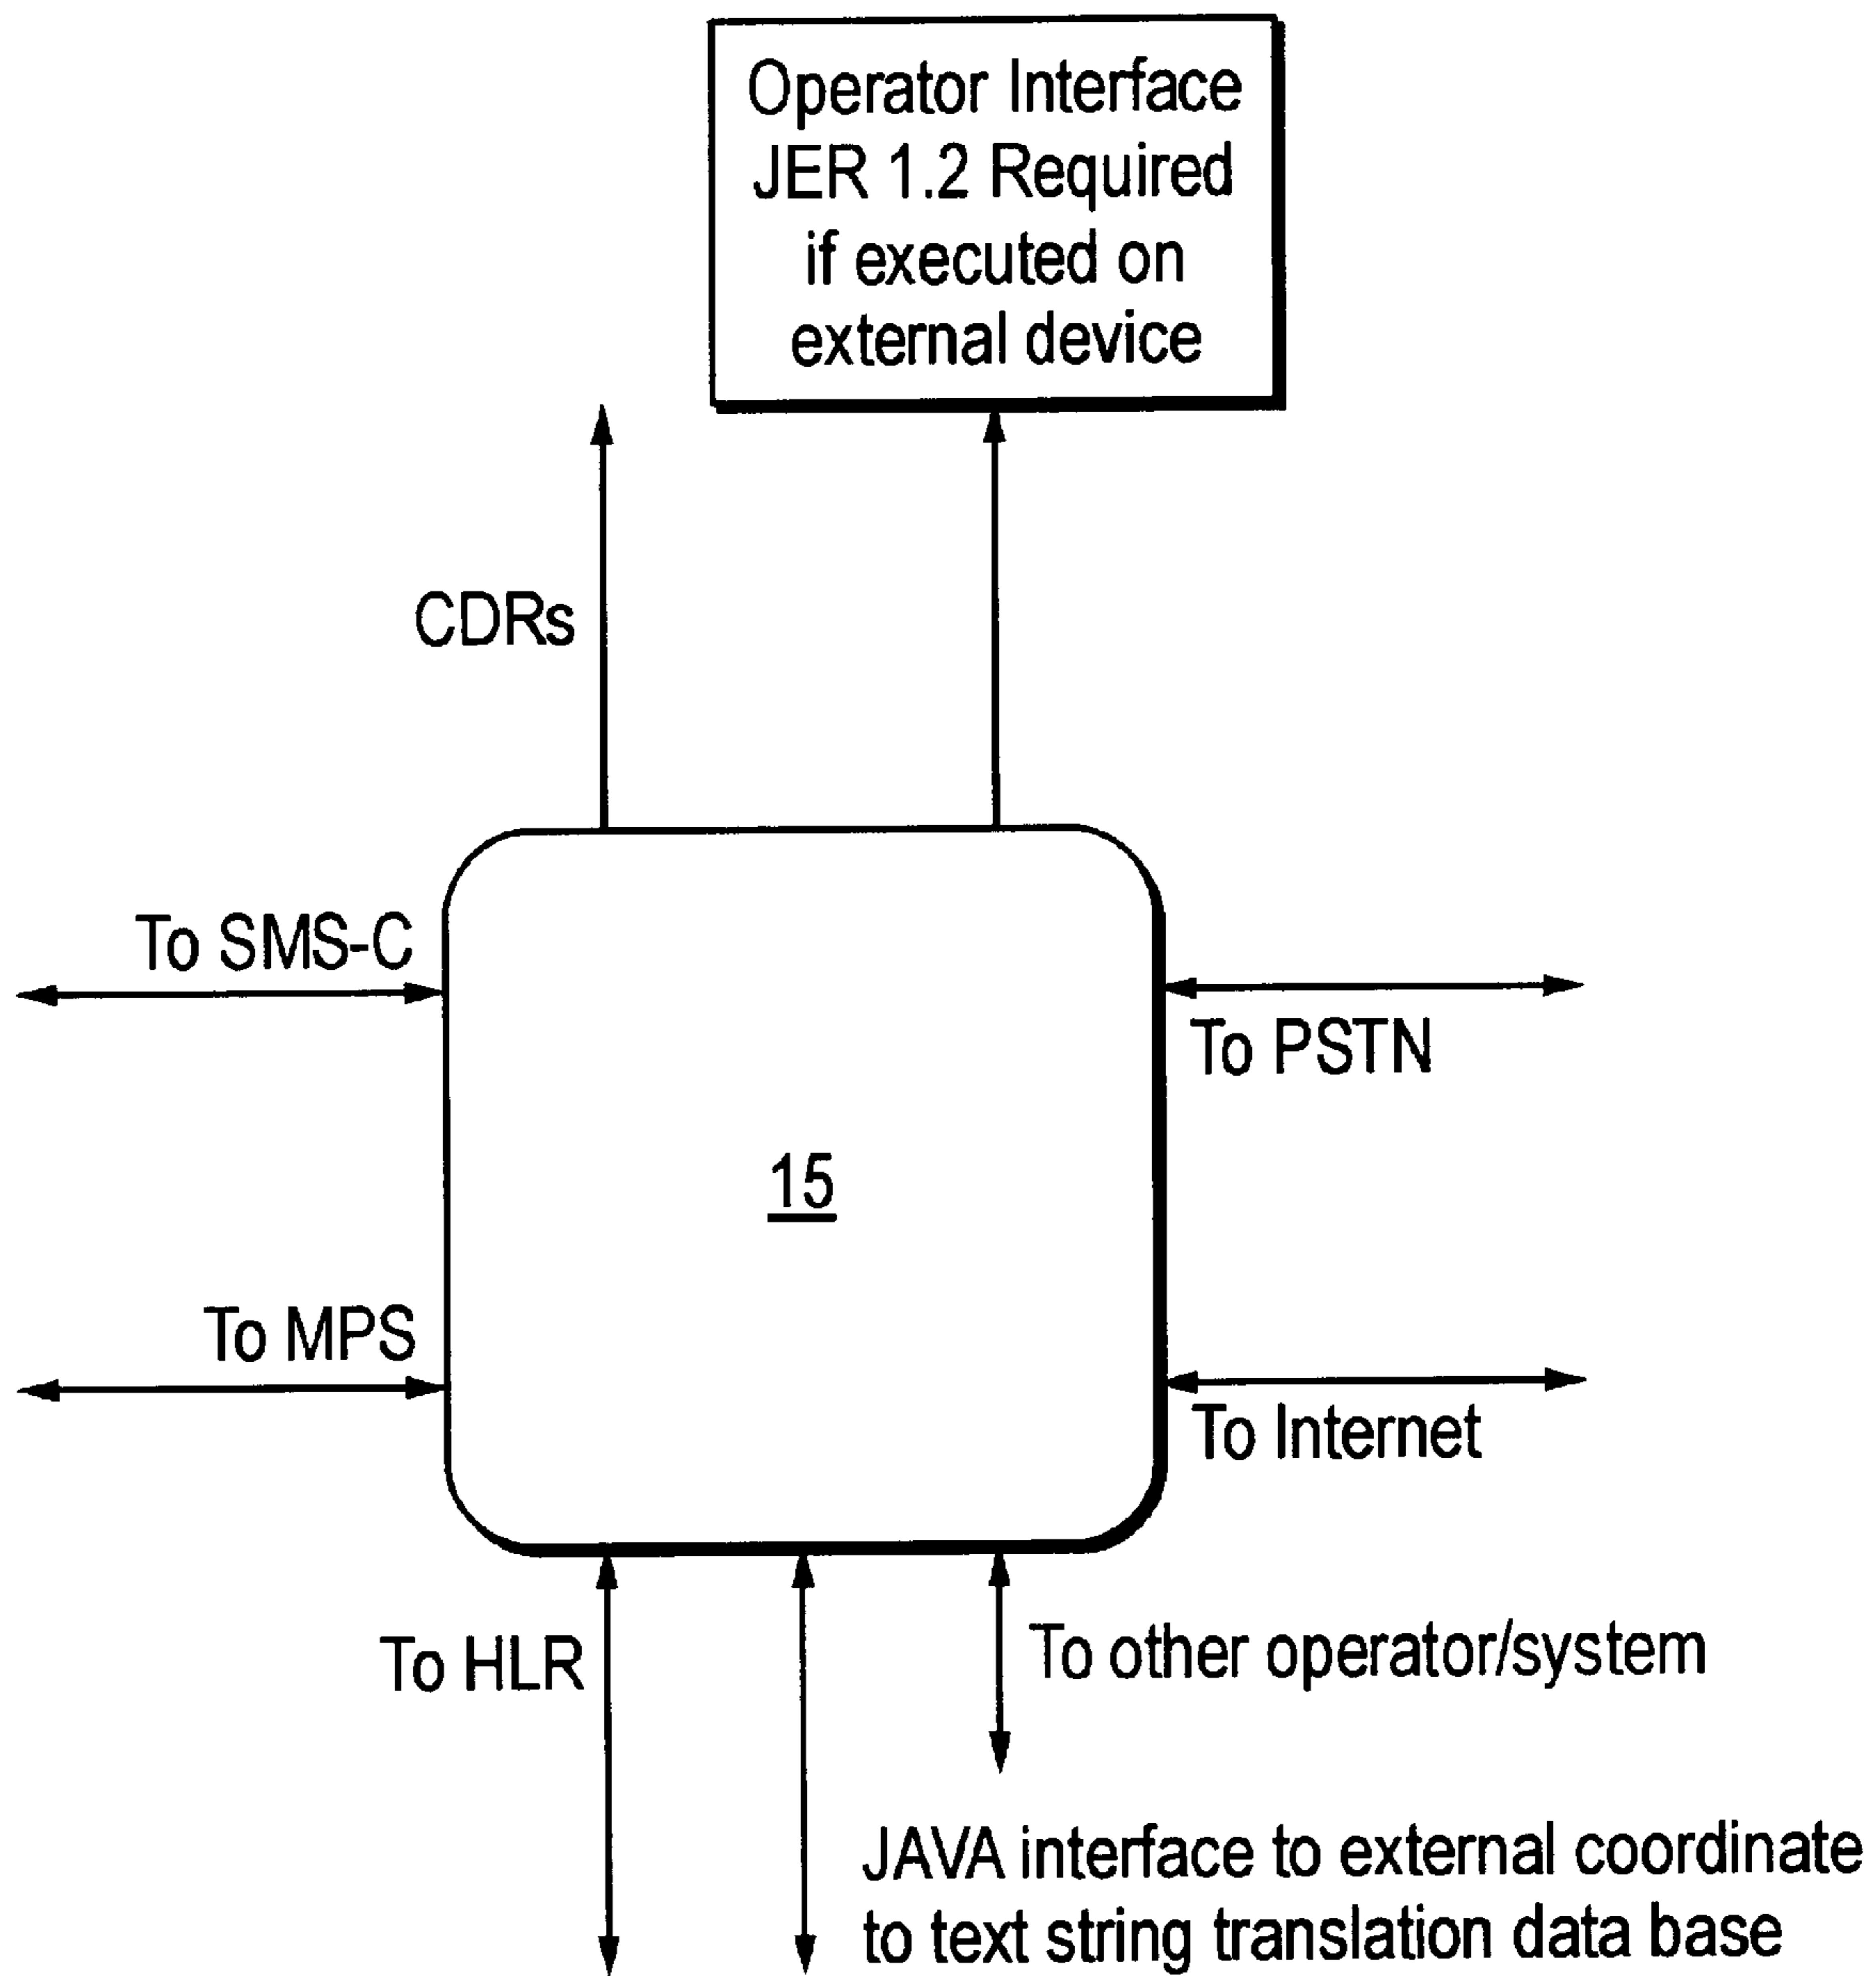 Operator Interface
JER 1.2 Required
if executed on
external device
CDRs
To SMS-C
To PSTN
15
To MPS
To Internet
To HLR
To other operator/system
JAVA interface to external coordinate
to text string translation data base